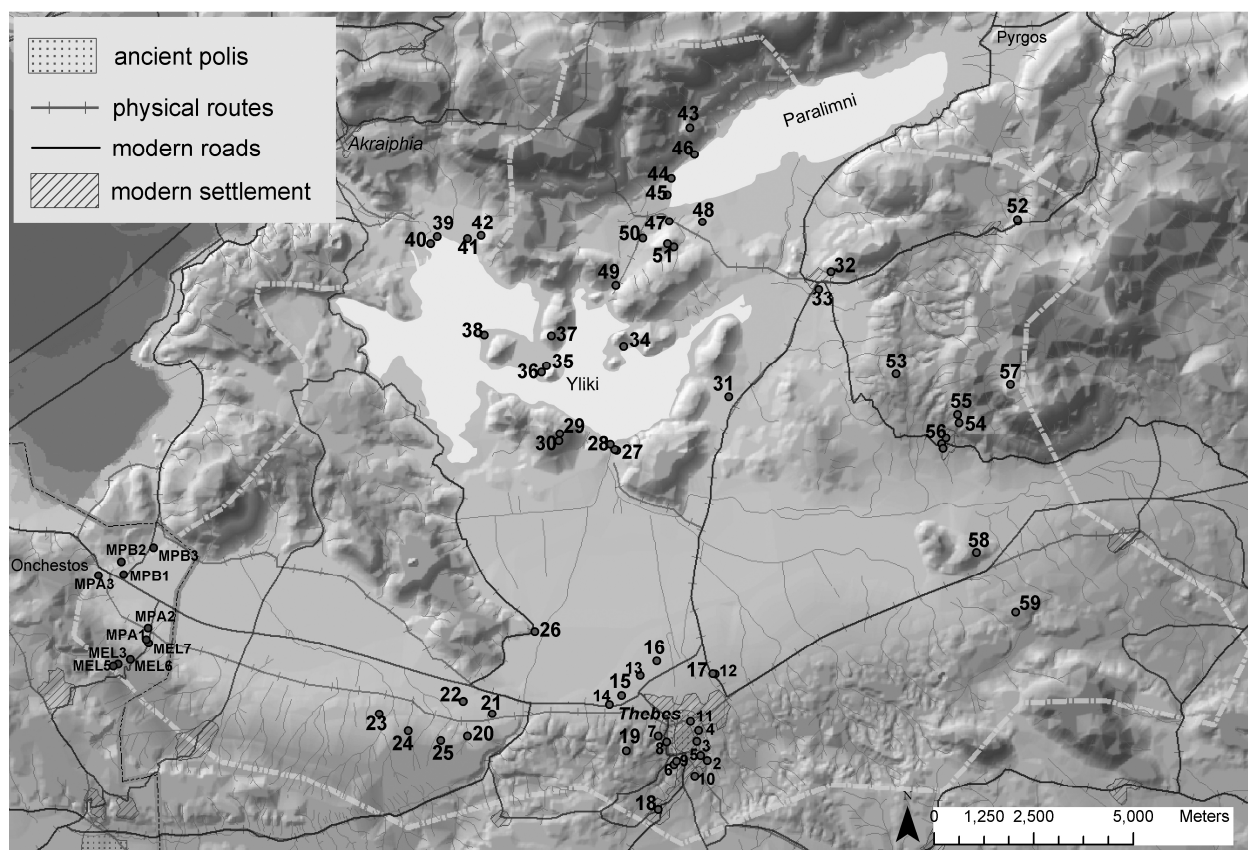 ancient polis
physical routes
modern roads
modern settlement
Pyrgos
Paralimni
Akraiphia
43
46
44
45
47
48
50
51
49
39
42
40
41
52
32
33
38
37
34
35
36
Yliki
31
53
57
55
54
56
29
30
28
27
58
59
MPB2
MPB3
Onchestos
MPB1
MPA3
MPA2
MPA1
MEL7
MEL3
MEL5
MEL6
26
16
13
17
12
15
14
22
21
23
24
25
20
Thebes
11
7
4
19
8
3
5
2
9
6
10
18
N
0 1,250 2,500 5,000 Meters